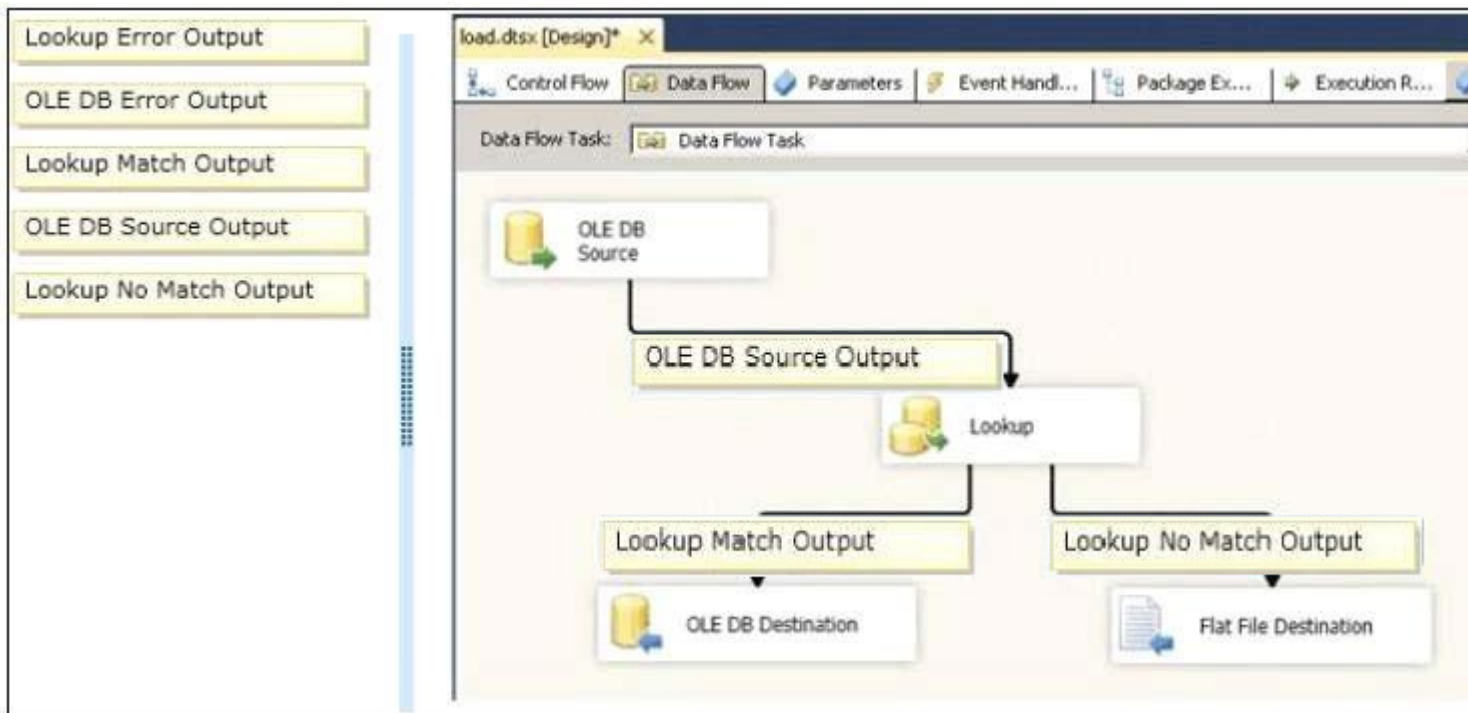 Lookup Error Output
OLE DB Error Output
Lookup Match Output
OLE DB Source Output
Lookup No Match Output
load.dtsx [Design]*
Control Flow
Data Flow
Parameters
Event Handl...
Package Ex...
Execution R...
Data Flow Task:
Data Flow Task
OLE DB
Source
OLE DB Source Output
Lookup
Lookup Match Output
Lookup No Match Output
OLE DB Destination
Flat File Destination